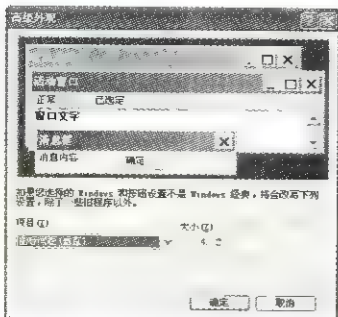 高级外观
活动窗口
正常 已选定
窗口文字
消息框
消息内容
确定
如果您选择的 Windows 和按钮设置不是 Windows 经典，将会改写下列
设置，除了一些旧程序以外。
项目(I)
大小(Z)
4
确定 取消